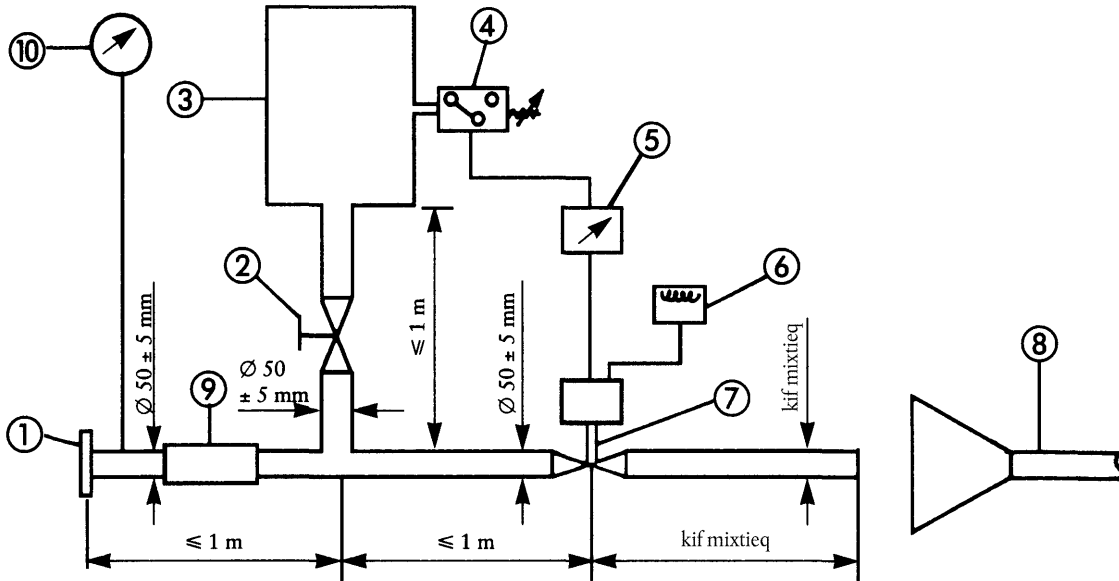 ⑩
④
③
⑤
②
⑥
≤ 1 m
Ø 50 ± 5 mm
Ø 50
± 5 mm
Ø 50 ± 5 mm
kif mixtieq
⑧
⑨
⑦
①
≤ 1 m
≤ 1 m
kif mixtieq